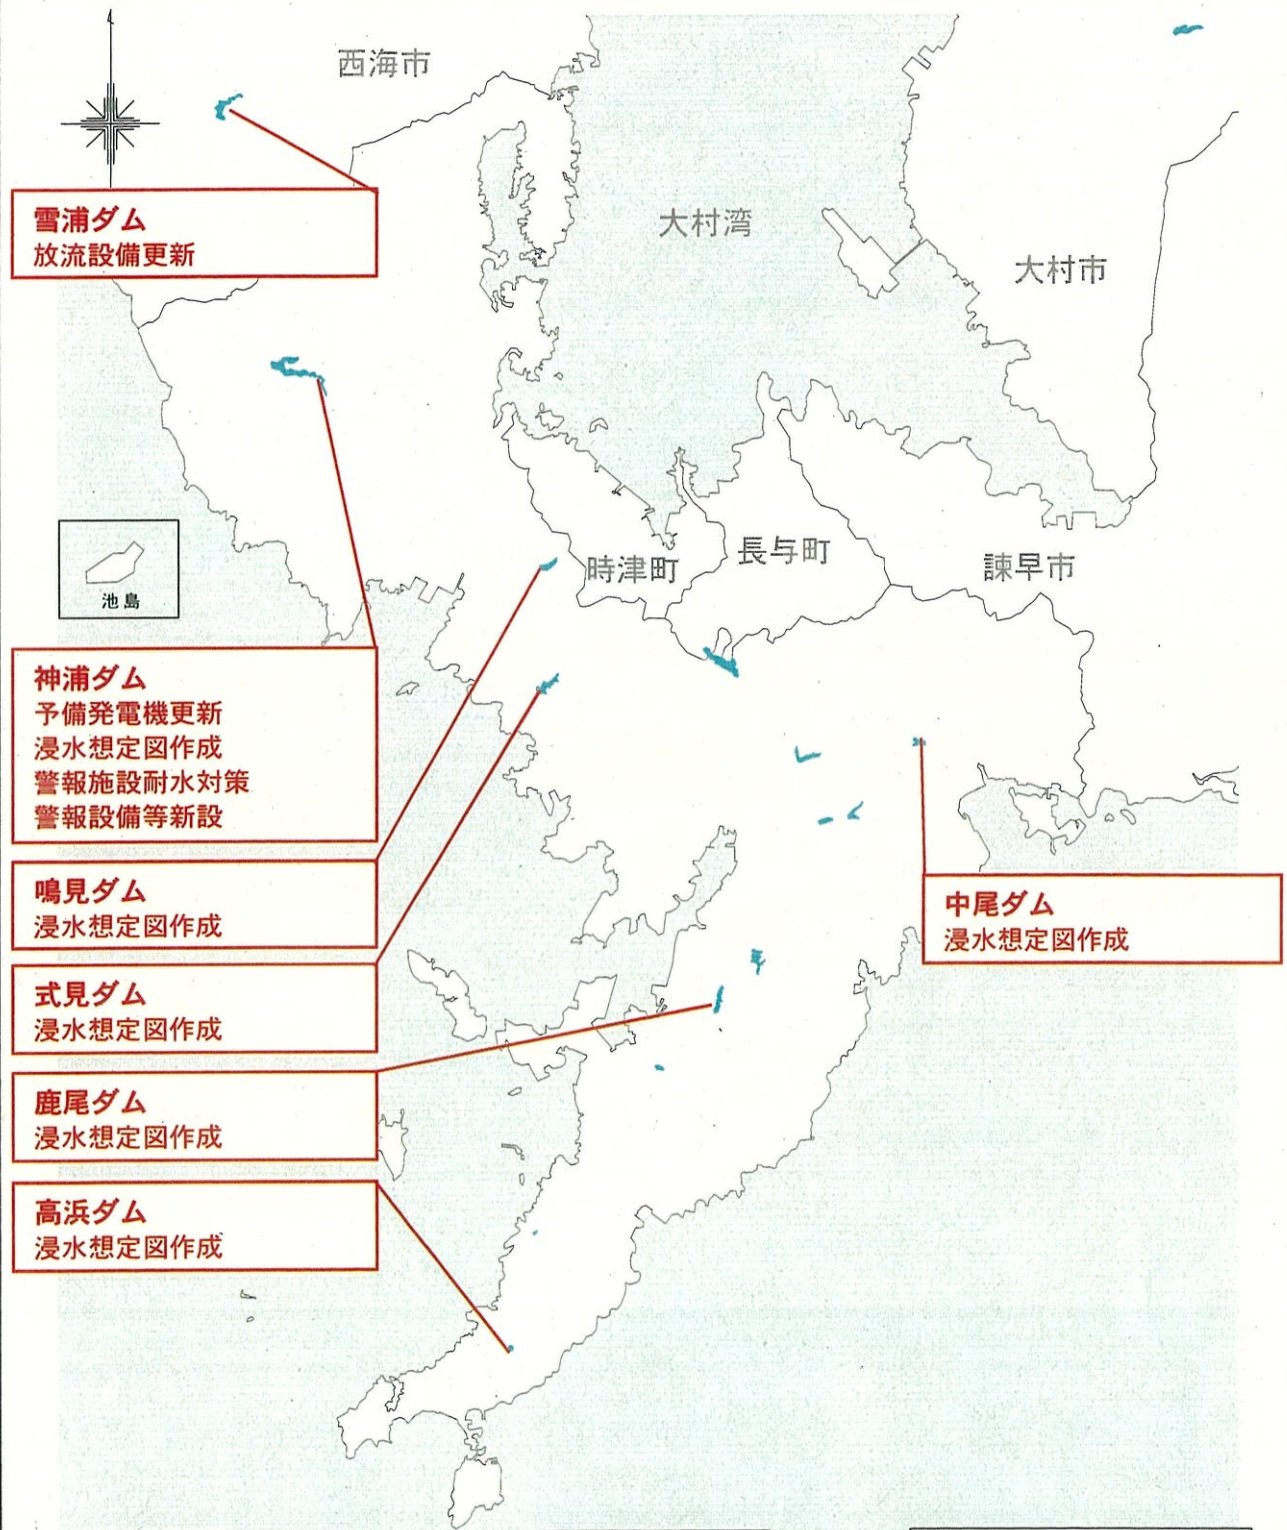 西海市
大村湾
大村市
雪浦ダム
放流設備更新
池島
時津町
長与町
諫早市
神浦ダム
予備発電機更新
浸水想定図作成
警報施設耐水対策
警報設備等新設
鳴見ダム
浸水想定図作成
式見ダム
浸水想定図作成
鹿尾ダム
浸水想定図作成
高浜ダム
浸水想定図作成
中尾ダム
浸水想定図作成